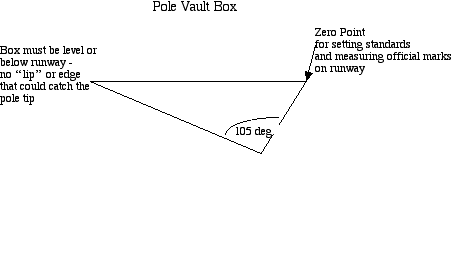 Pole Vault Box
Zero Point
for setting standards
and measuring official marks
on runway
Box must be level or
below runway -
no “lip” or edge
that could catch the
pole tip
105 deg